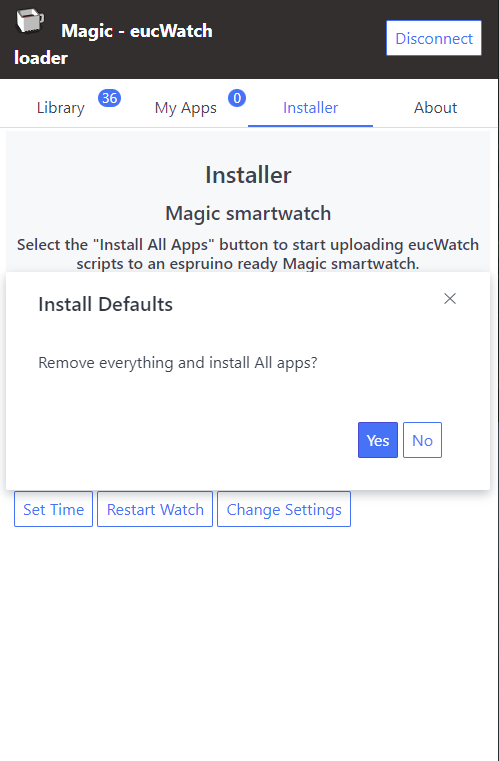 Magic - eucWatch
loader
Disconnect
Library 36
My Apps 0
Installer
About
Installer
Magic smartwatch
Select the "Install All Apps" button to start uploading eucWatch
scripts to an espruino ready Magic smartwatch.
Install Defaults
Remove everything and install All apps?
Yes
No
Set Time
Restart Watch
Change Settings